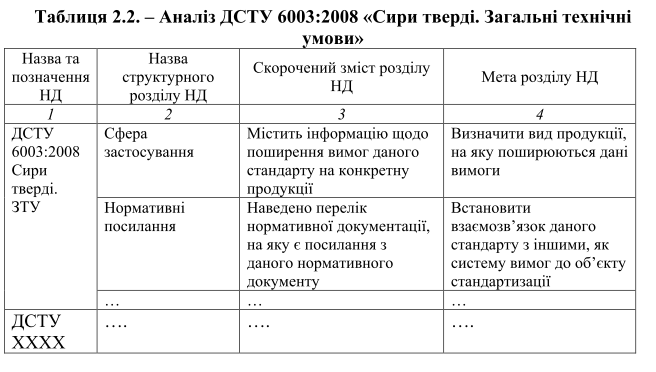 Таблиця 2.2. – Аналіз ДСТУ 6003:2008 «Сири тверді. Загальні технічні
умови»
Назва та
позначення
НД
Назва
структурного
розділу НД
Скорочений зміст розділу
НД
Мета розділу НД
1
2
3
4
ДСТУ
6003:2008
Сири
тверді.
ЗТУ
Сфера
застосування
Містить інформацію щодо
поширення вимог даного
стандарту на конкретну
продукції
Визначити вид продукції,
на яку поширюються дані
вимоги
Нормативні
посилання
Наведено перелік
нормативної документації,
на яку є посилання з
даного нормативного
документу
Встановити
взаємозв’язок даного
стандарту з іншими, як
систему вимог до об’єкту
стандартизації
…
…
…
ДСТУ
ХХХХ
….
….
….